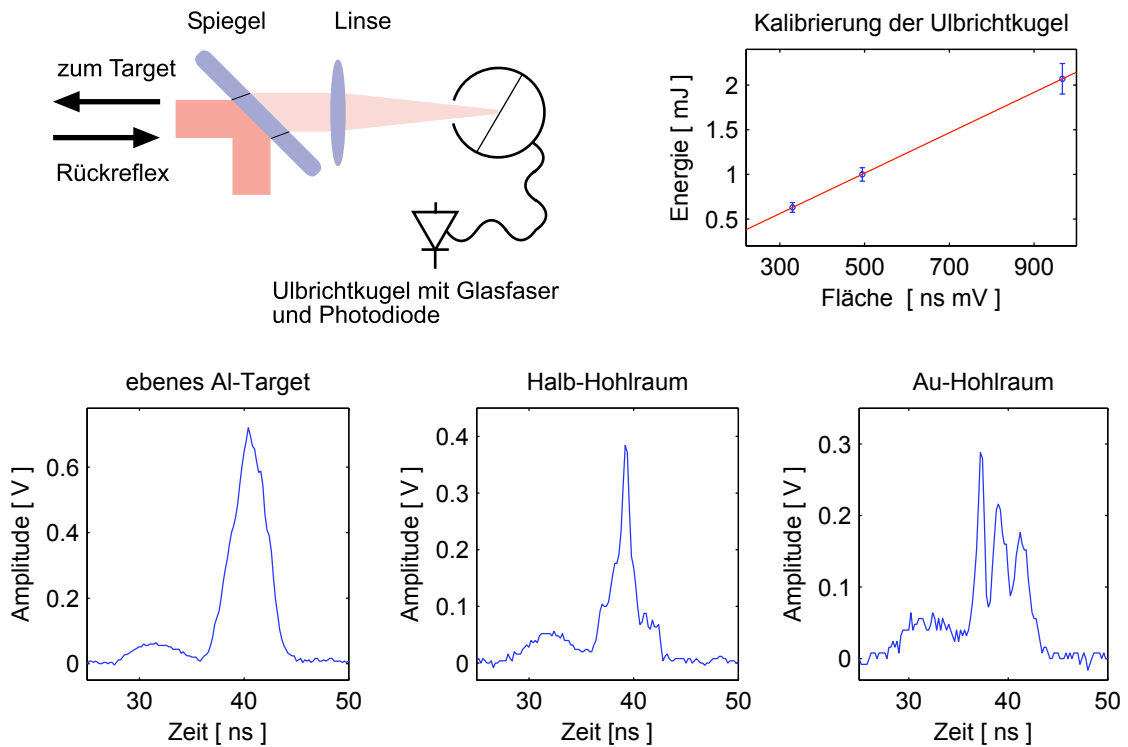 Spiegel
Linse
zum Target
Rückreflex
Ulbrichtkugel mit Glasfaser
und Photodiode
Kalibrierung der Ulbrichtkugel
Energie [ mJ ]
2
1.5
1
0.5
300
500
700
900
Fläche [ ns mV ]
ebenes Al-Target
Amplitude [ V ]
0.6
0.4
0.2
0
30
40
50
Zeit [ ns ]
Halb-Hohlraum
Amplitude [ V ]
0.4
0.3
0.2
0.1
0
30
40
50
Zeit [ns ]
Au-Hohlraum
Amplitude [ V ]
0.3
0.2
0.1
0
30
40
50
Zeit [ ns ]